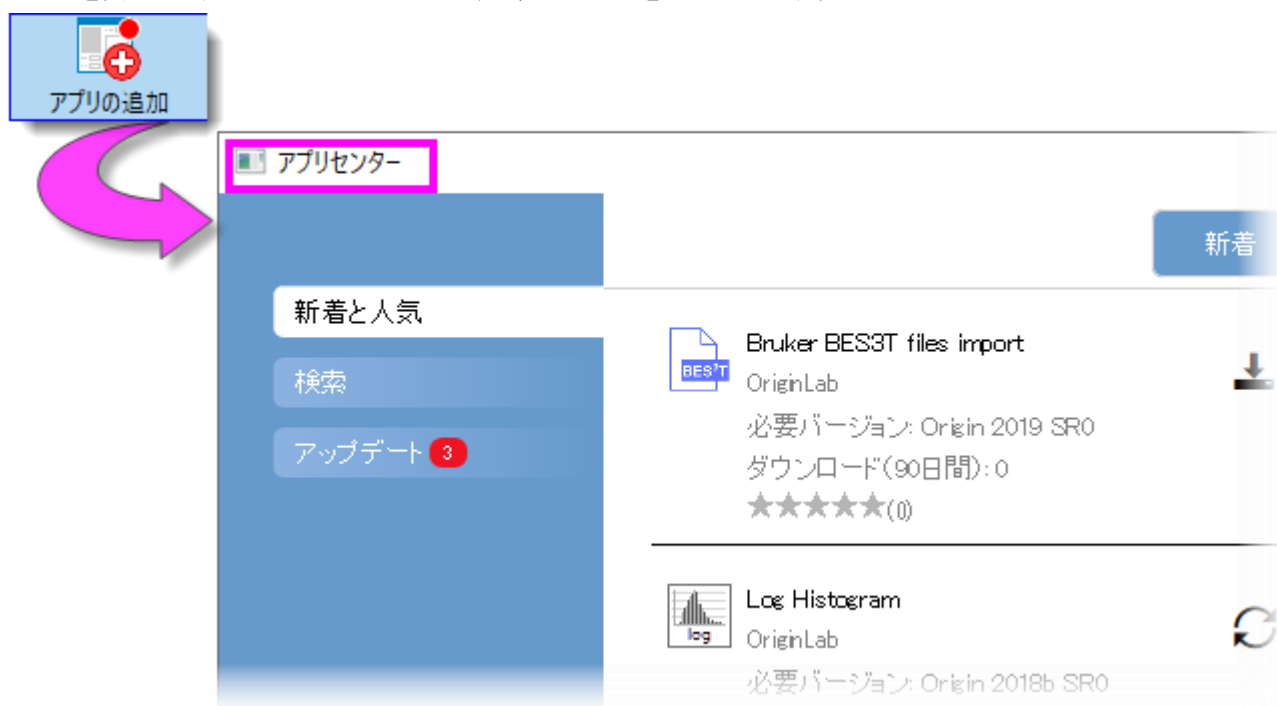 アプリの追加
アプリセンター
新着
新着と人気
検索
アップデート 3
BES³T
Bruker BES3T files import
OriginLab
必要バージョン: Origin 2019 SR0
ダウンロード(90日間): 0
★★★★★(0)
log
Log Histogram
OriginLab
必要バージョン: Origin 2018b SR0